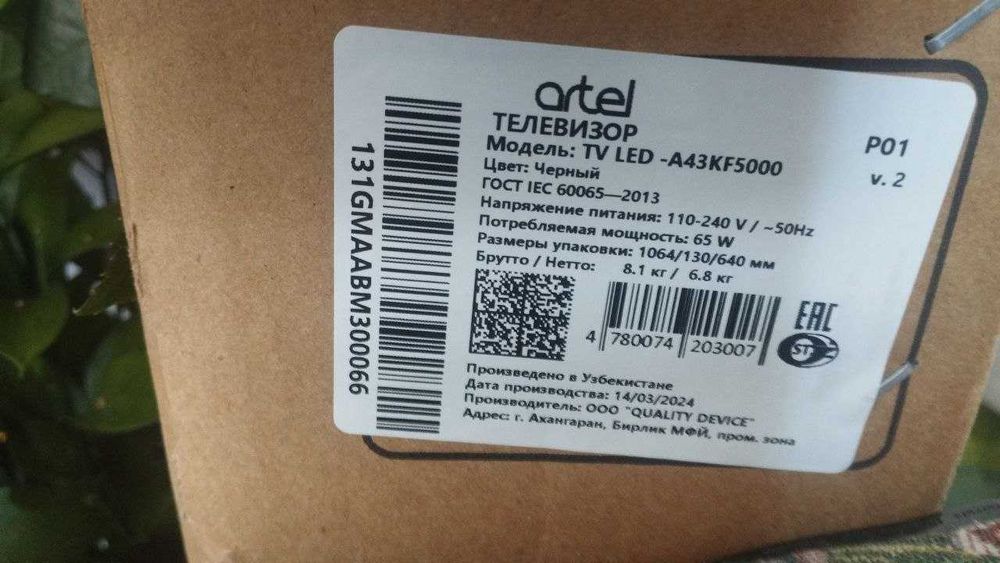 artel
ТЕЛЕВИЗОР
Модель: TV LED -A43KF5000
Цвет: Черный
ГОСТ IEC 60065—2013
Напряжение питания: 110-240 V / ~50Hz
Потребляемая мощность: 65 W
Размеры упаковки: 1064/130/640 мм
Брутто / Нетто: 8.1 кг / 6.8 кг
P01
v. 2
131GMAABM300066
4 780074 203007
EAC
ST
Произведено в Узбекистане
Дата производства: 14/03/2024
Производитель: ООО "QUALITY DEVICE"
Адрес: г. Ахангаран, Бирлик МФЙ, пром. зона